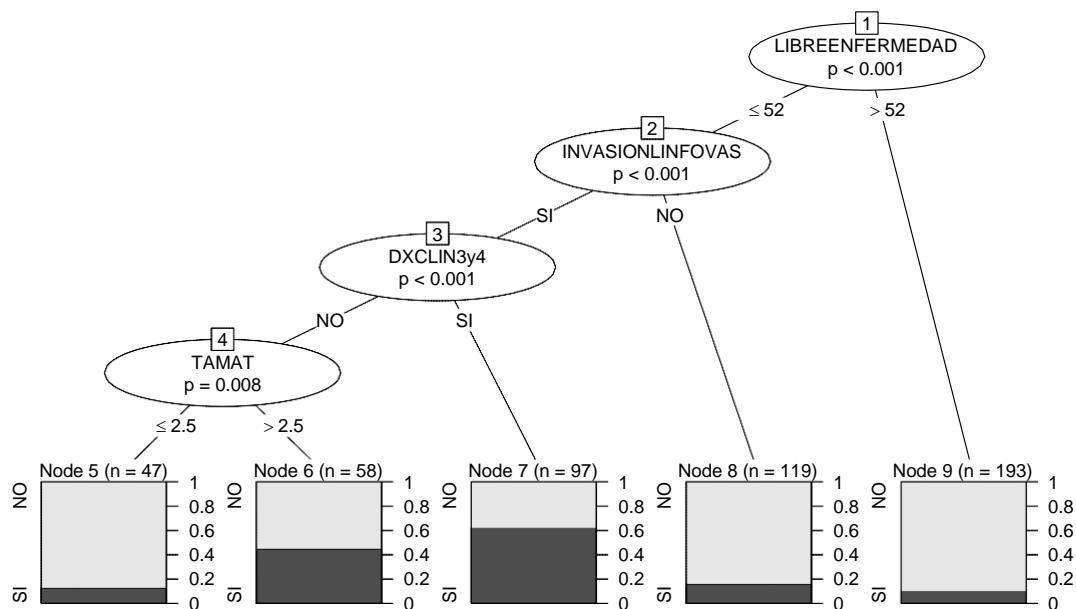 1
LIBREENFERMEDAD
p < 0.001
≤ 52
> 52
2
INVASIONLINFOVAS
p < 0.001
SI
NO
3
DXCLIN3y4
p < 0.001
NO
SI
4
TAMAT
p = 0.008
≤ 2.5
> 2.5
Node 5 (n = 47)
NO
SI
1
0.8
0.6
0.4
0.2
0
Node 6 (n = 58)
NO
SI
1
0.8
0.6
0.4
0.2
0
Node 7 (n = 97)
NO
SI
1
0.8
0.6
0.4
0.2
0
Node 8 (n = 119)
NO
SI
1
0.8
0.6
0.4
0.2
0
Node 9 (n = 193)
NO
SI
1
0.8
0.6
0.4
0.2
0